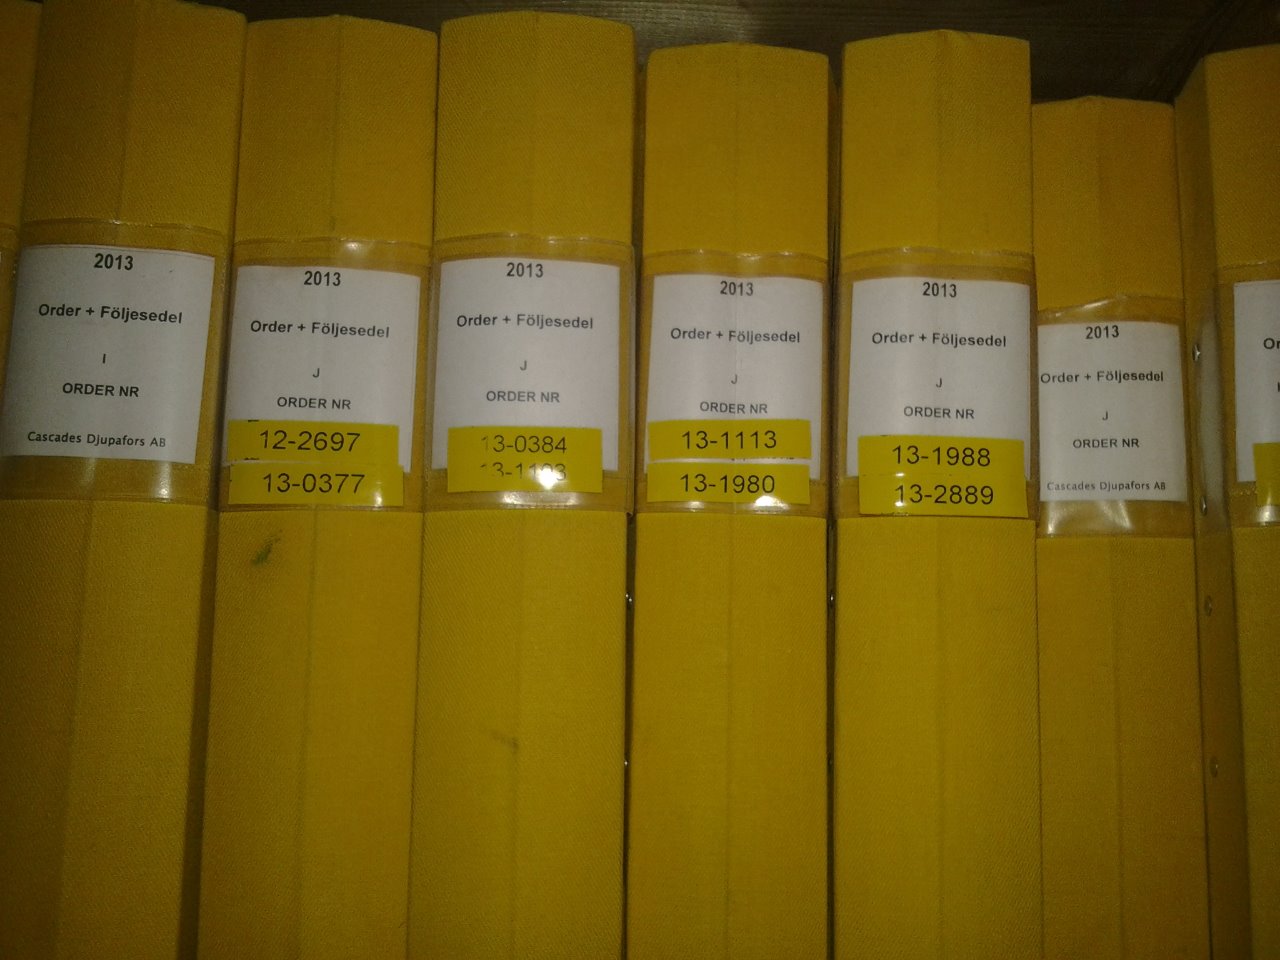 2013
Order + Följesedel
I
ORDER NR
Cascades Djupafors AB
2013
Order + Följesedel
J
ORDER NR
12-2697
13-0377
2013
Order + Följesedel
J
ORDER NR
13-0384
2013
Order + Följesedel
J
ORDER NR
13-1113
13-1980
2013
Order + Följesedel
J
ORDER NR
13-1988
13-2889
2013
Order + Följesedel
J
ORDER NR
Cascades Djupafors AB